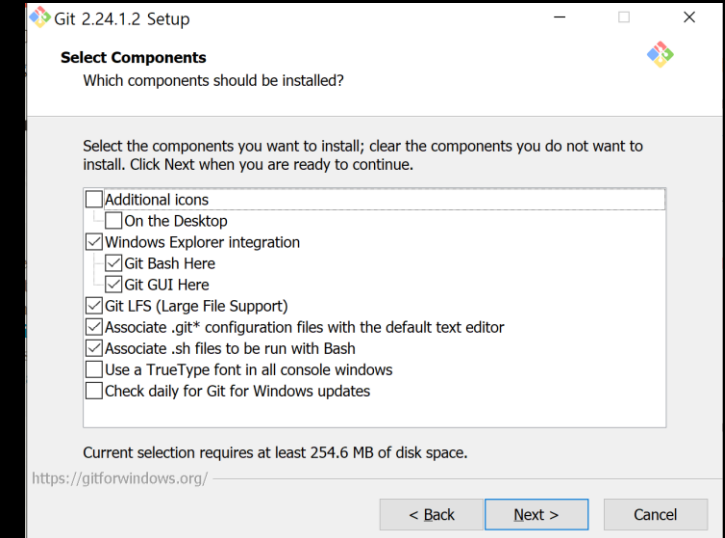 Git 2.24.1.2 Setup
Select Components
Which components should be installed?
Select the components you want to install; clear the components you do not want to
install. Click Next when you are ready to continue.
Additional icons
On the Desktop
Windows Explorer integration
Git Bash Here
Git GUI Here
Git LFS (Large File Support)
Associate .git* configuration files with the default text editor
Associate .sh files to be run with Bash
Use a TrueType font in all console windows
Check daily for Git for Windows updates
Current selection requires at least 254.6 MB of disk space.
https://gitforwindows.org/
< Back Next > Cancel